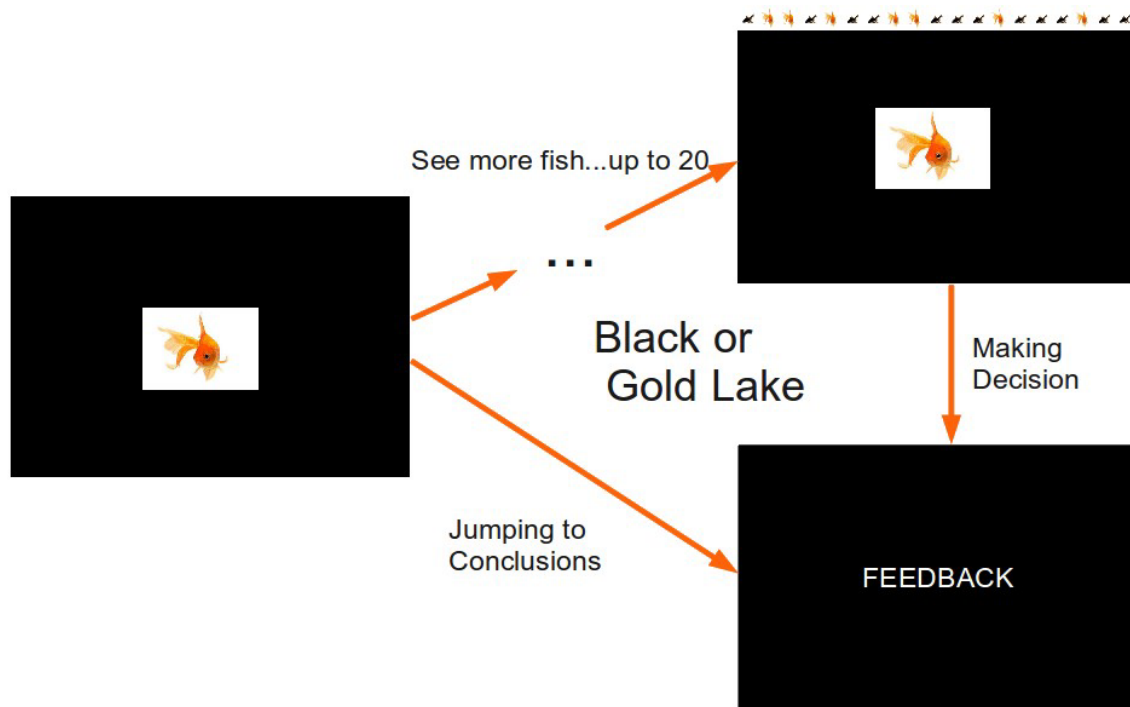 See more fish...up to 20
...
Black or
Gold Lake
Making
Decision
Jumping to
Conclusions
FEEDBACK